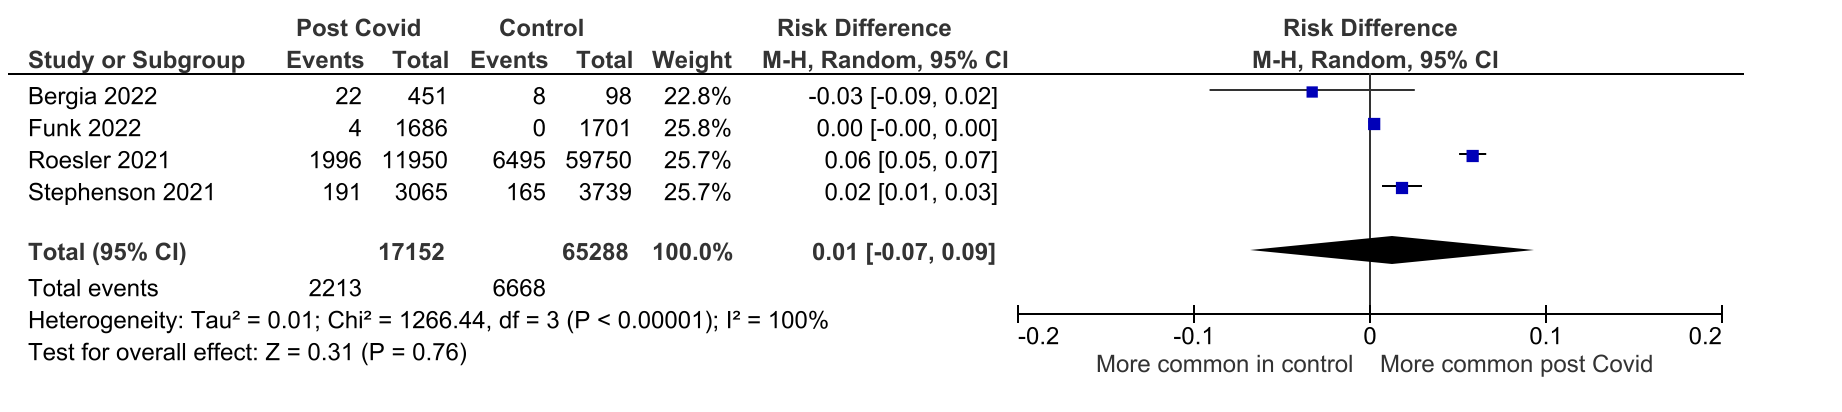 Post Covid Control Risk Difference Risk Difference
Study or Subgroup Events Total Events Total Weight M-H, Random, 95% CI M-H, Random, 95% CI
Bergia 2022 22 451 8 98 22.8% -0.03 [-0.09, 0.02]
Funk 2022 4 1686 0 1701 25.8% 0.00 [-0.00, 0.00]
Roesler 2021 1996 11950 6495 59750 25.7% 0.06 [0.05, 0.07]
Stephenson 2021 191 3065 165 3739 25.7% 0.02 [0.01, 0.03]
Total (95% CI) 17152 65288 100.0% 0.01 [-0.07, 0.09]
Total events 2213 6668
Heterogeneity: Tau² = 0.01; Chi² = 1266.44, df = 3 (P < 0.00001); I² = 100%
Test for overall effect: Z = 0.31 (P = 0.76)
-0.2 -0.1 0 0.1 0.2
More common in control More common post Covid